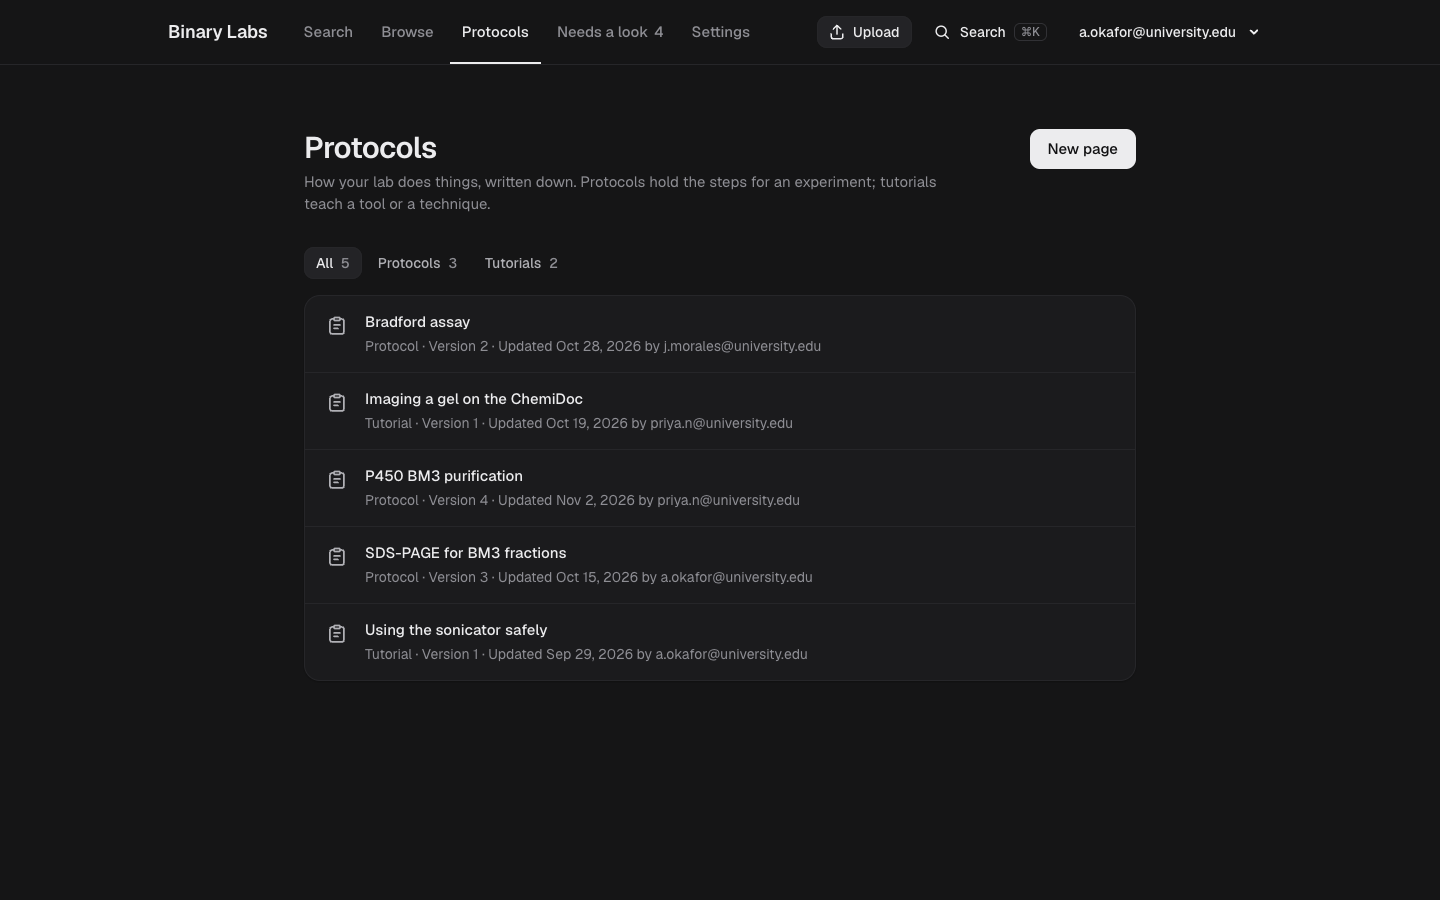 Binary Labs Search Browse Protocols Needs a look 4 Settings Upload Search ⌘K a.okafor@university.edu
Protocols
New page
How your lab does things, written down. Protocols hold the steps for an experiment; tutorials
teach a tool or a technique.
All 5 Protocols 3 Tutorials 2
Bradford assay
Protocol · Version 2 · Updated Oct 28, 2026 by j.morales@university.edu
Imaging a gel on the ChemiDoc
Tutorial · Version 1 · Updated Oct 19, 2026 by priya.n@university.edu
P450 BM3 purification
Protocol · Version 4 · Updated Nov 2, 2026 by priya.n@university.edu
SDS-PAGE for BM3 fractions
Protocol · Version 3 · Updated Oct 15, 2026 by a.okafor@university.edu
Using the sonicator safely
Tutorial · Version 1 · Updated Sep 29, 2026 by a.okafor@university.edu